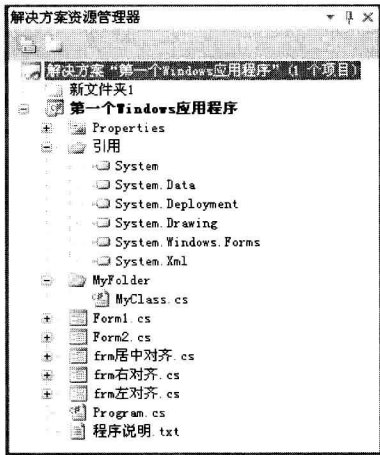 解决方案资源管理器
解决方案“第一个Windows应用程序”(1 个项目)
新文件夹1
第一个Windows应用程序
Properties
引用
System
System.Data
System.Deployment
System.Drawing
System.Windows.Forms
System.Xml
MyFolder
MyClass.cs
Form1.cs
Form2.cs
frm居中对齐.cs
frm右对齐.cs
frm左对齐.cs
Program.cs
程序说明.txt